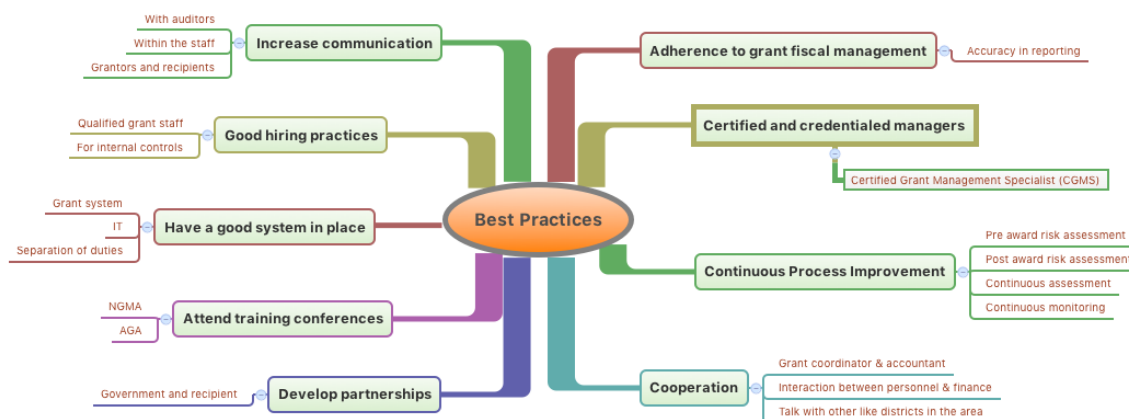 Best Practices
Increase communication
With auditors
Within the staff
Grantors and recipients
Good hiring practices
Qualified grant staff
For internal controls
Have a good system in place
Grant system
IT
Separation of duties
Attend training conferences
NGMA
AGA
Develop partnerships
Government and recipient
Adherence to grant fiscal management
Accuracy in reporting
Certified and credentialed managers
Certified Grant Management Specialist (CGMS)
Continuous Process Improvement
Pre award risk assessment
Post award risk assessment
Continuous assessment
Continuous monitoring
Cooperation
Grant coordinator & accountant
Interaction between personnel & finance
Talk with other like districts in the area